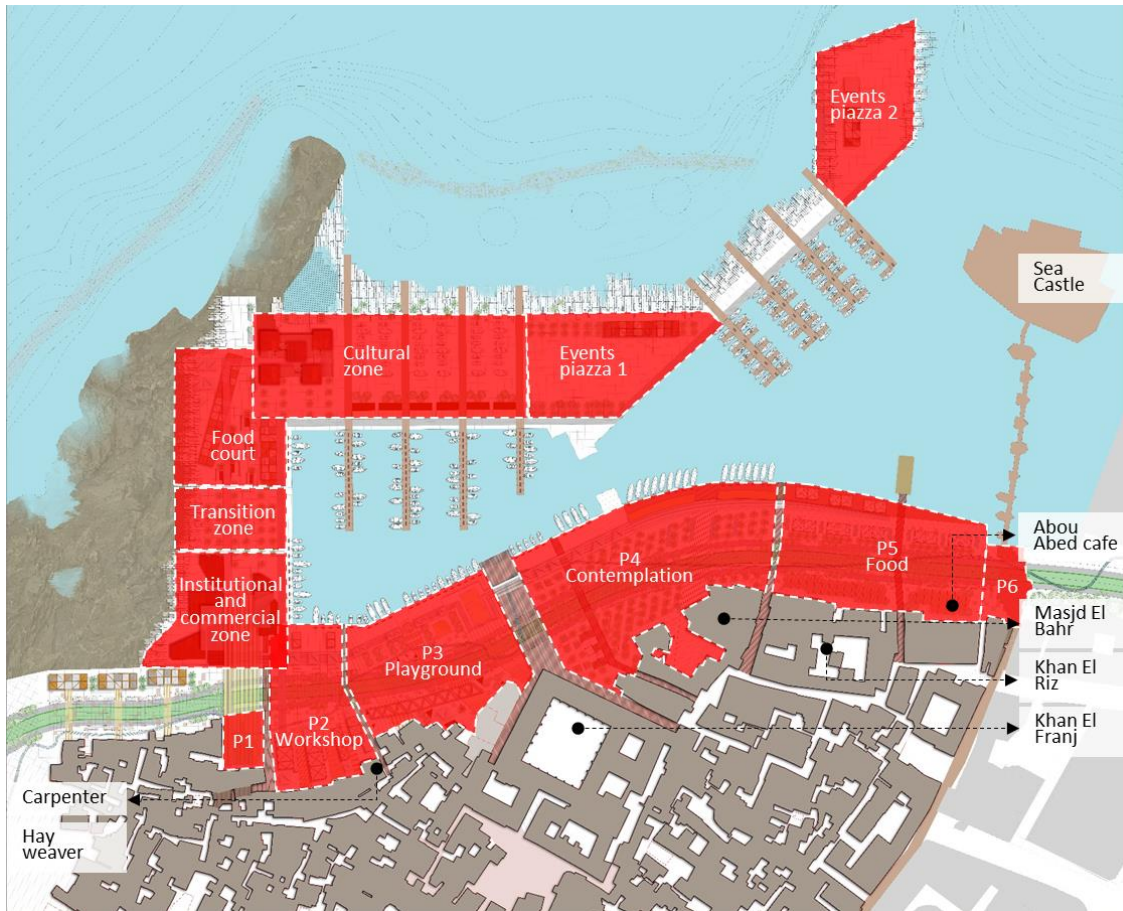 Events
piazza 2
Sea
Castle
Cultural
zone
Events
piazza 1
Food
court
Transition
zone
Institutional
and
commercial
zone
P5
Food
P4
Contemplation
P6
Abou
Abed cafe
Masjd El
Bahr
P3
Playground
Khan El
Riz
P1
P2
Workshop
Khan El
Franj
Carpenter
Hay
weaver